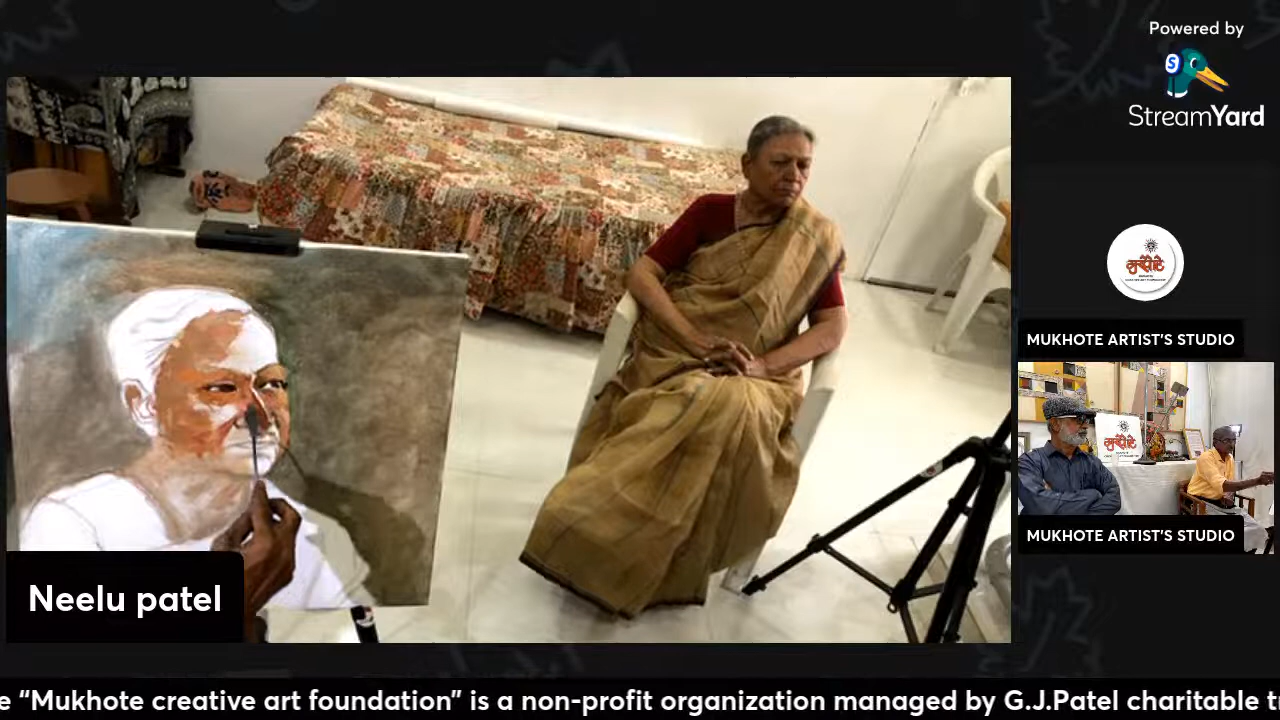 Powered by
StreamYard
मुखौटे
MUKHOTE ARTIST'S STUDIO
मुखौटे
MUKHOTE ARTIST'S STUDIO
Neelu patel
e “Mukhote creative art foundation” is a non-profit organization managed by G.J.Patel charitable t